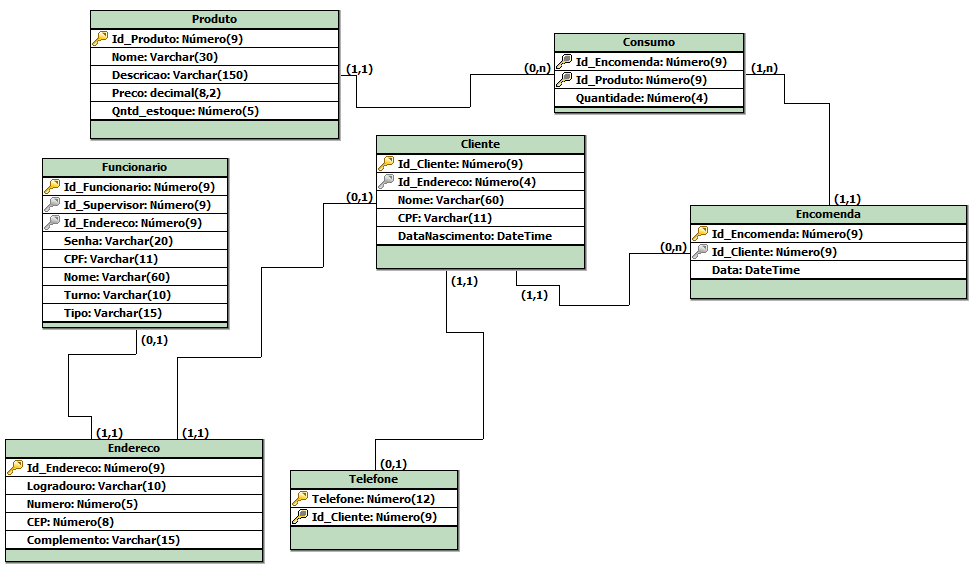 Produto
Id_Produto: Número(9)
Nome: Varchar(30)
Descricao: Varchar(150)
Preco: decimal(8,2)
Qntd_estoque: Número(5)
(1,1)
(0,n)
Consumo
Id_Encomenda: Número(9)
Id_Produto: Número(9)
Quantidade: Número(4)
(1,n)
Funcionario
Id_Funcionario: Número(9)
Id_Supervisor: Número(9)
Id_Endereco: Número(9)
Senha: Varchar(20)
CPF: Varchar(11)
Nome: Varchar(60)
Turno: Varchar(10)
Tipo: Varchar(15)
(0,1)
(0,1)
Cliente
Id_Cliente: Número(9)
Id_Endereco: Número(4)
Nome: Varchar(60)
CPF: Varchar(11)
DataNascimento: DateTime
(1,1)
(1,1)
(0,n)
(1,1)
Encomenda
Id_Encomenda: Número(9)
Id_Cliente: Número(9)
Data: DateTime
(1,1)
(1,1)
Endereco
Id_Endereco: Número(9)
Logradouro: Varchar(10)
Numero: Número(5)
CEP: Número(8)
Complemento: Varchar(15)
(0,1)
Telefone
Telefone: Número(12)
Id_Cliente: Número(9)